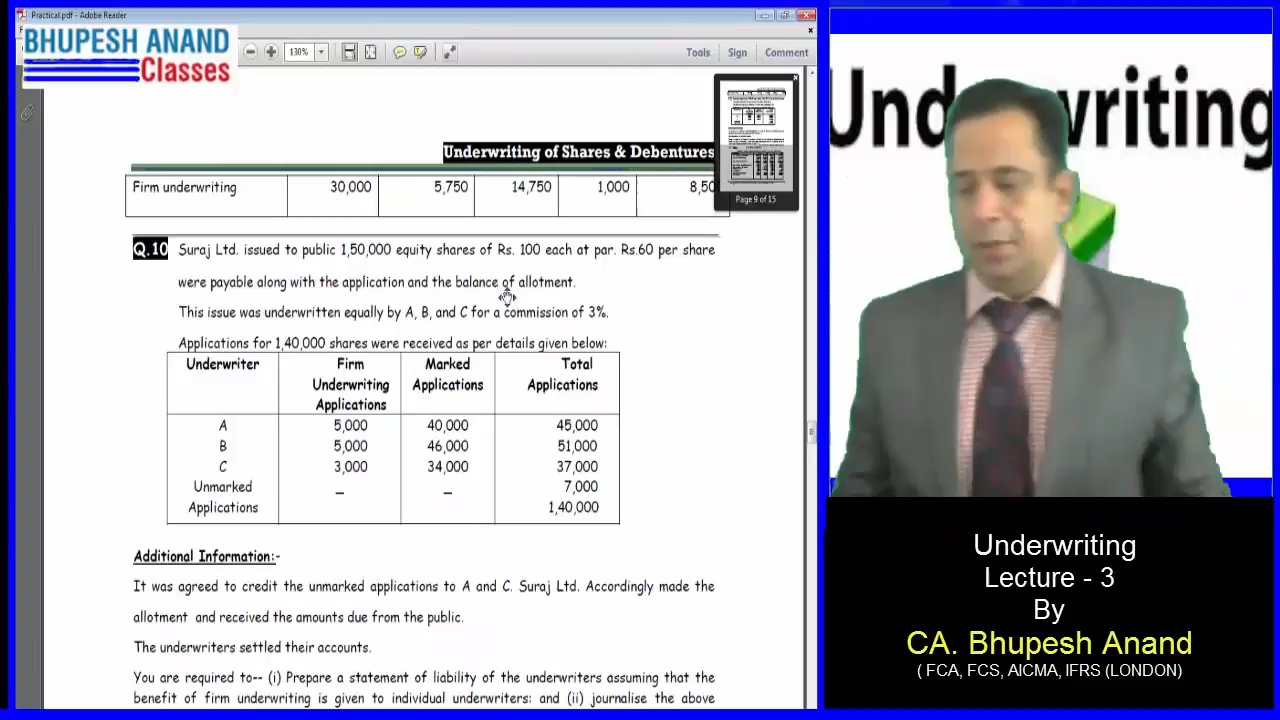 Practical.pdf - Adobe Reader
BHUPESH ANAND
Classes
130%
Tools Sign Comment
Page 9 of 15
Underwriting
Underwriting of Shares & Debentures
Firm underwriting 30,000 5,750 14,750 1,000 8,50
Q.10 Suraj Ltd. issued to public 1,50,000 equity shares of Rs. 100 each at par. Rs.60 per share
were payable along with the application and the balance of allotment.
This issue was underwritten equally by A, B, and C for a commission of 3%.
Applications for 1,40,000 shares were received as per details given below:
Underwriter Firm Marked Total
Underwriting Applications Applications
Applications
A 5,000 40,000 45,000
B 5,000 46,000 51,000
C 3,000 34,000 37,000
Unmarked – – 7,000
Applications 1,40,000
Additional Information:-
It was agreed to credit the unmarked applications to A and C. Suraj Ltd. Accordingly made the
allotment and received the amounts due from the public.
The underwriters settled their accounts.
You are required to-- (i) Prepare a statement of liability of the underwriters assuming that the
benefit of firm underwriting is given to individual underwriters: and (ii) journalise the above
Underwriting
Lecture - 3
By
CA. Bhupesh Anand
( FCA, FCS, AICMA, IFRS (LONDON)